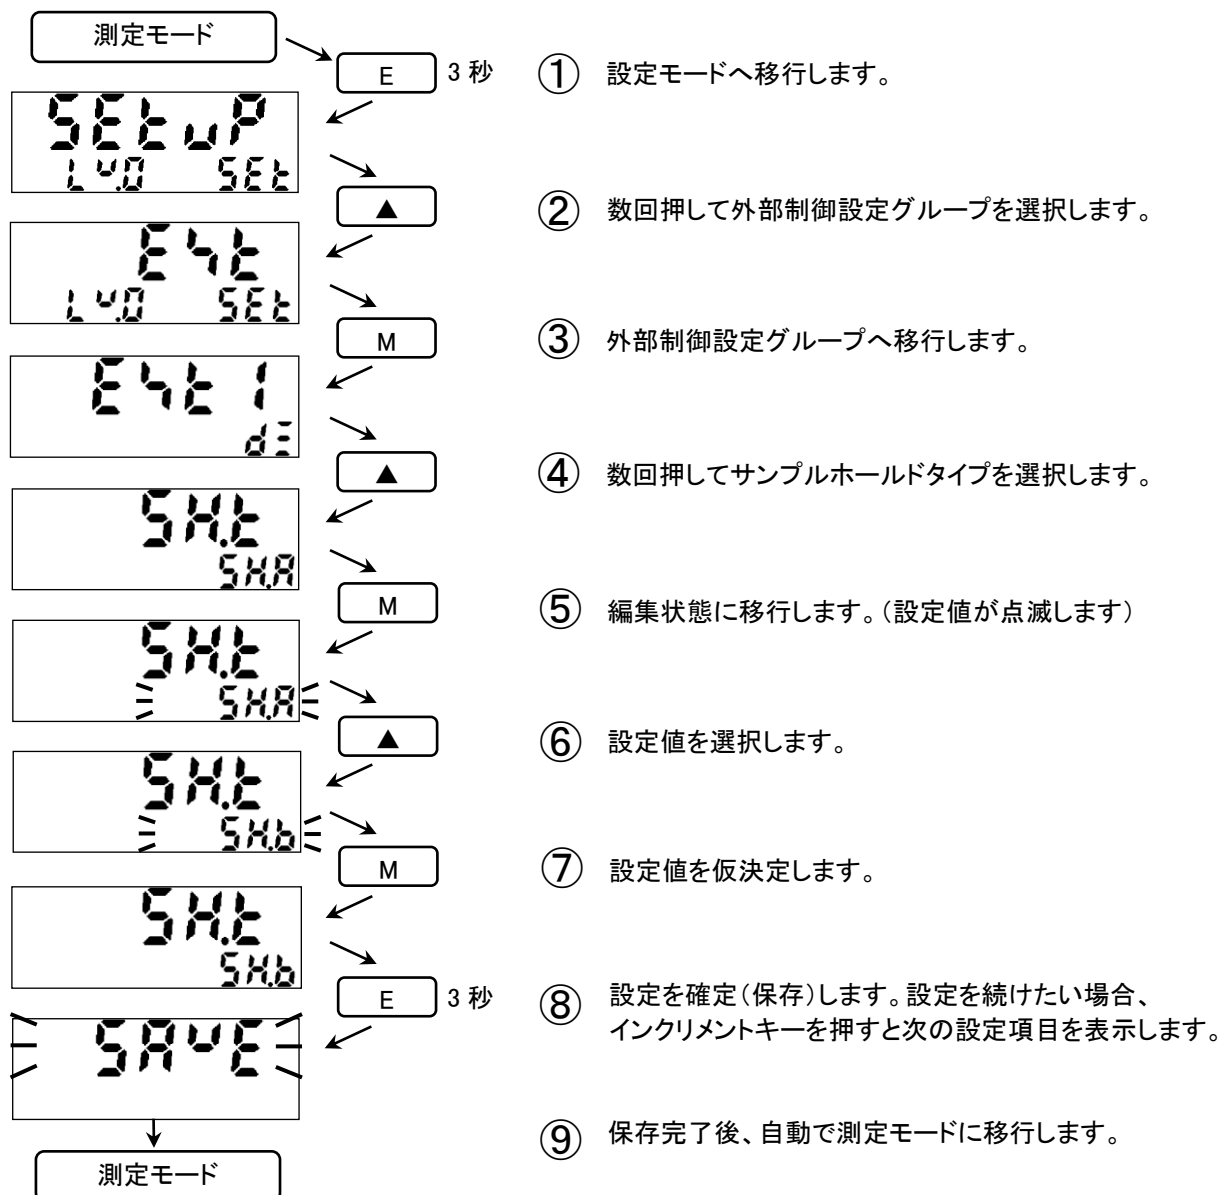 測定モード
E 3秒 ① 設定モードへ移行します。
SEtuP
Lv.0 SEt
▲ ② 数回押して外部制御設定グループを選択します。
Ext
Lv.0 SEt
M ③ 外部制御設定グループへ移行します。
Ext1
▲ ④ 数回押してサンプルホールドタイプを選択します。
SH.t
SH.A
M ⑤ 編集状態に移行します。(設定値が点滅します)
SH.t
SH.A
▲ ⑥ 設定値を選択します。
SH.t
SH.b
M ⑦ 設定値を仮決定します。
SH.t
SH.b
E 3秒 ⑧ 設定を確定(保存)します。設定を続けたい場合、
インクリメントキーを押すと次の設定項目を表示します。
SAvE
⑨ 保存完了後、自動で測定モードに移行します。
測定モード